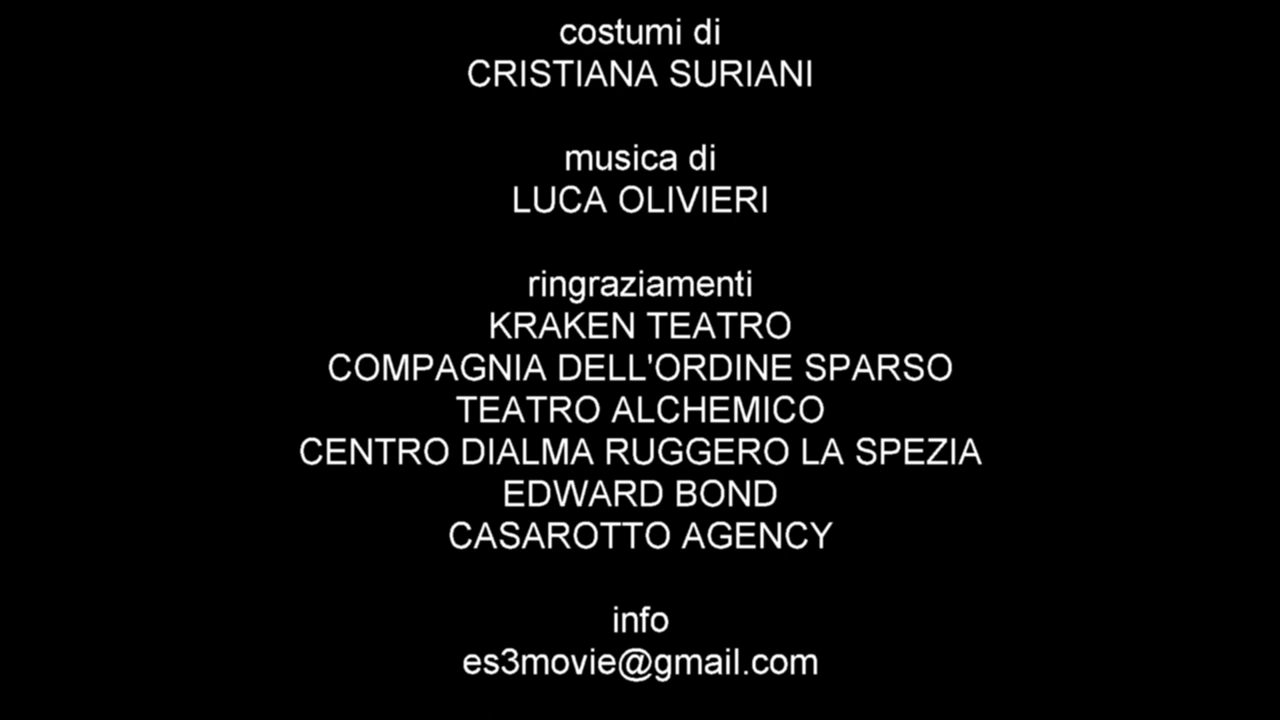 costumi di
CRISTIANA SURIANI
musica di
LUCA OLIVIERI
ringraziamenti
KRAKEN TEATRO
COMPAGNIA DELL'ORDINE SPARSO
TEATRO ALCHEMICO
CENTRO DIALMA RUGGERO LA SPEZIA
EDWARD BOND
CASAROTTO AGENCY
info
es3movie@gmail.com